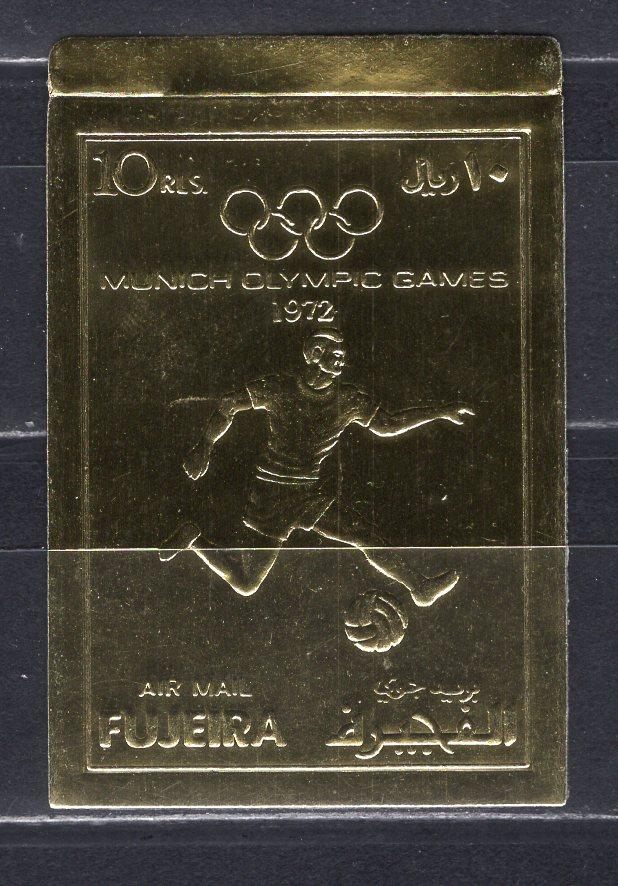 10 RLS.
١٠ ريال
MUNICH OLYMPIC GAMES
1972
AIR MAIL
بريد جوي
FUJEIRA
الفجيرة